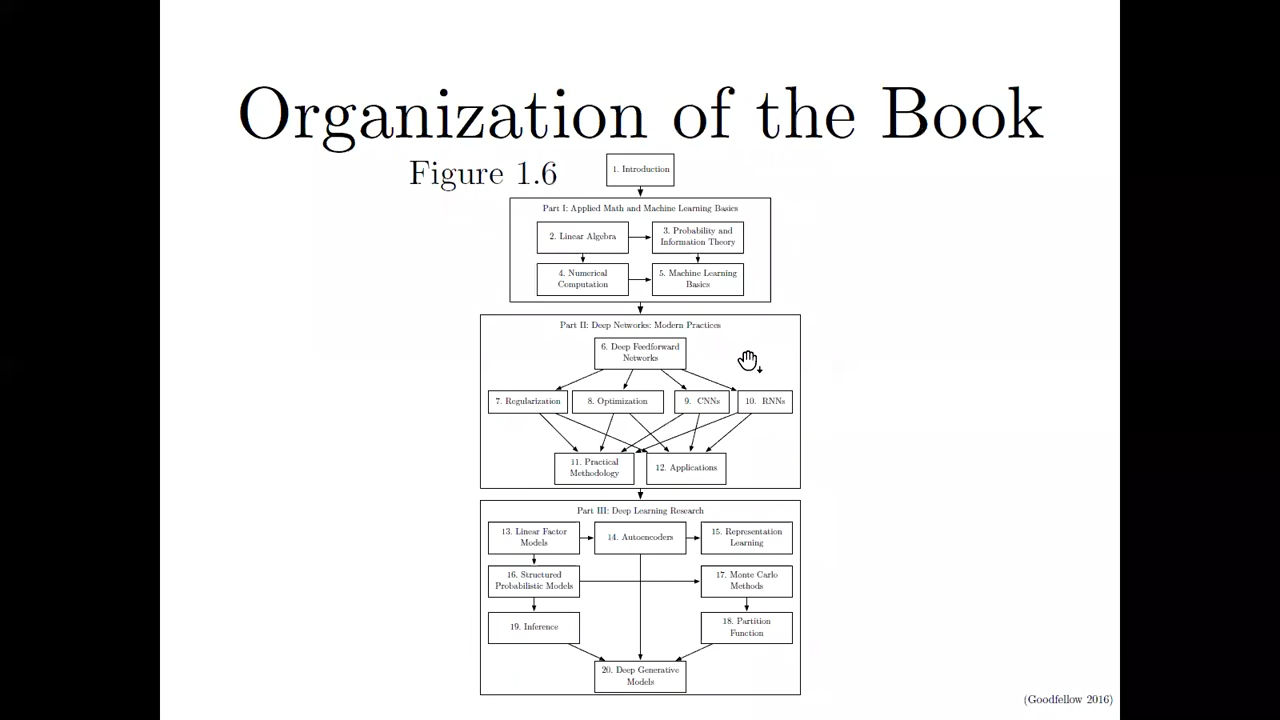 Organization of the Book
Figure 1.6
1. Introduction
Part I: Applied Math and Machine Learning Basics
2. Linear Algebra
3. Probability and
Information Theory
4. Numerical
Computation
5. Machine Learning
Basics
Part II: Deep Networks: Modern Practices
6. Deep Feedforward
Networks
7. Regularization
8. Optimization
9. CNNs
10. RNNs
11. Practical
Methodology
12. Applications
Part III: Deep Learning Research
13. Linear Factor
Models
14. Autoencoders
15. Representation
Learning
16. Structured
Probabilistic Models
17. Monte Carlo
Methods
19. Inference
18. Partition
Function
20. Deep Generative
Models
(Goodfellow 2016)